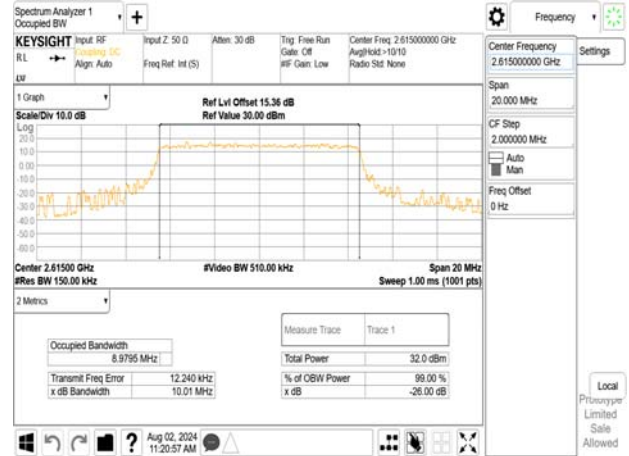 Spectrum Analyzer 1
Occupied BW
+
Frequency
KEYSIGHT Input: RF
RL
Coupling: DC
Align: Auto
Input Z: 50 Ω
Freq Ref: Int (S)
Atten: 30 dB
Trig: Free Run
Gate: Off
#IF Gain: Low
Center Freq: 2.615000000 GHz
Avg|Hold:>10/10
Radio Std: None
Center Frequency
2.615000000 GHz
Settings
Span
20.000 MHz
CF Step
2.000000 MHz
Auto
Man
Freq Offset
0 Hz
1 Graph
Scale/Div 10.0 dB
Ref Lvl Offset 15.36 dB
Ref Value 30.00 dBm
Log
20.0
10.0
0.00
-10.0
-20.0
-30.0
-40.0
-50.0
-60.0
Center 2.61500 GHz
#Video BW 510.00 kHz
Span 20 MHz
#Res BW 150.00 kHz
Sweep 1.00 ms (1001 pts)
2 Metrics
Measure Trace Trace 1
Occupied Bandwidth
8.9795 MHz
Total Power 32.0 dBm
Transmit Freq Error 12.240 kHz
% of OBW Power 99.00 %
x dB Bandwidth 10.01 MHz
x dB -26.00 dB
Local
Prototype
Limited
Sale
Allowed
?
Aug 02, 2024
11:20:57 AM